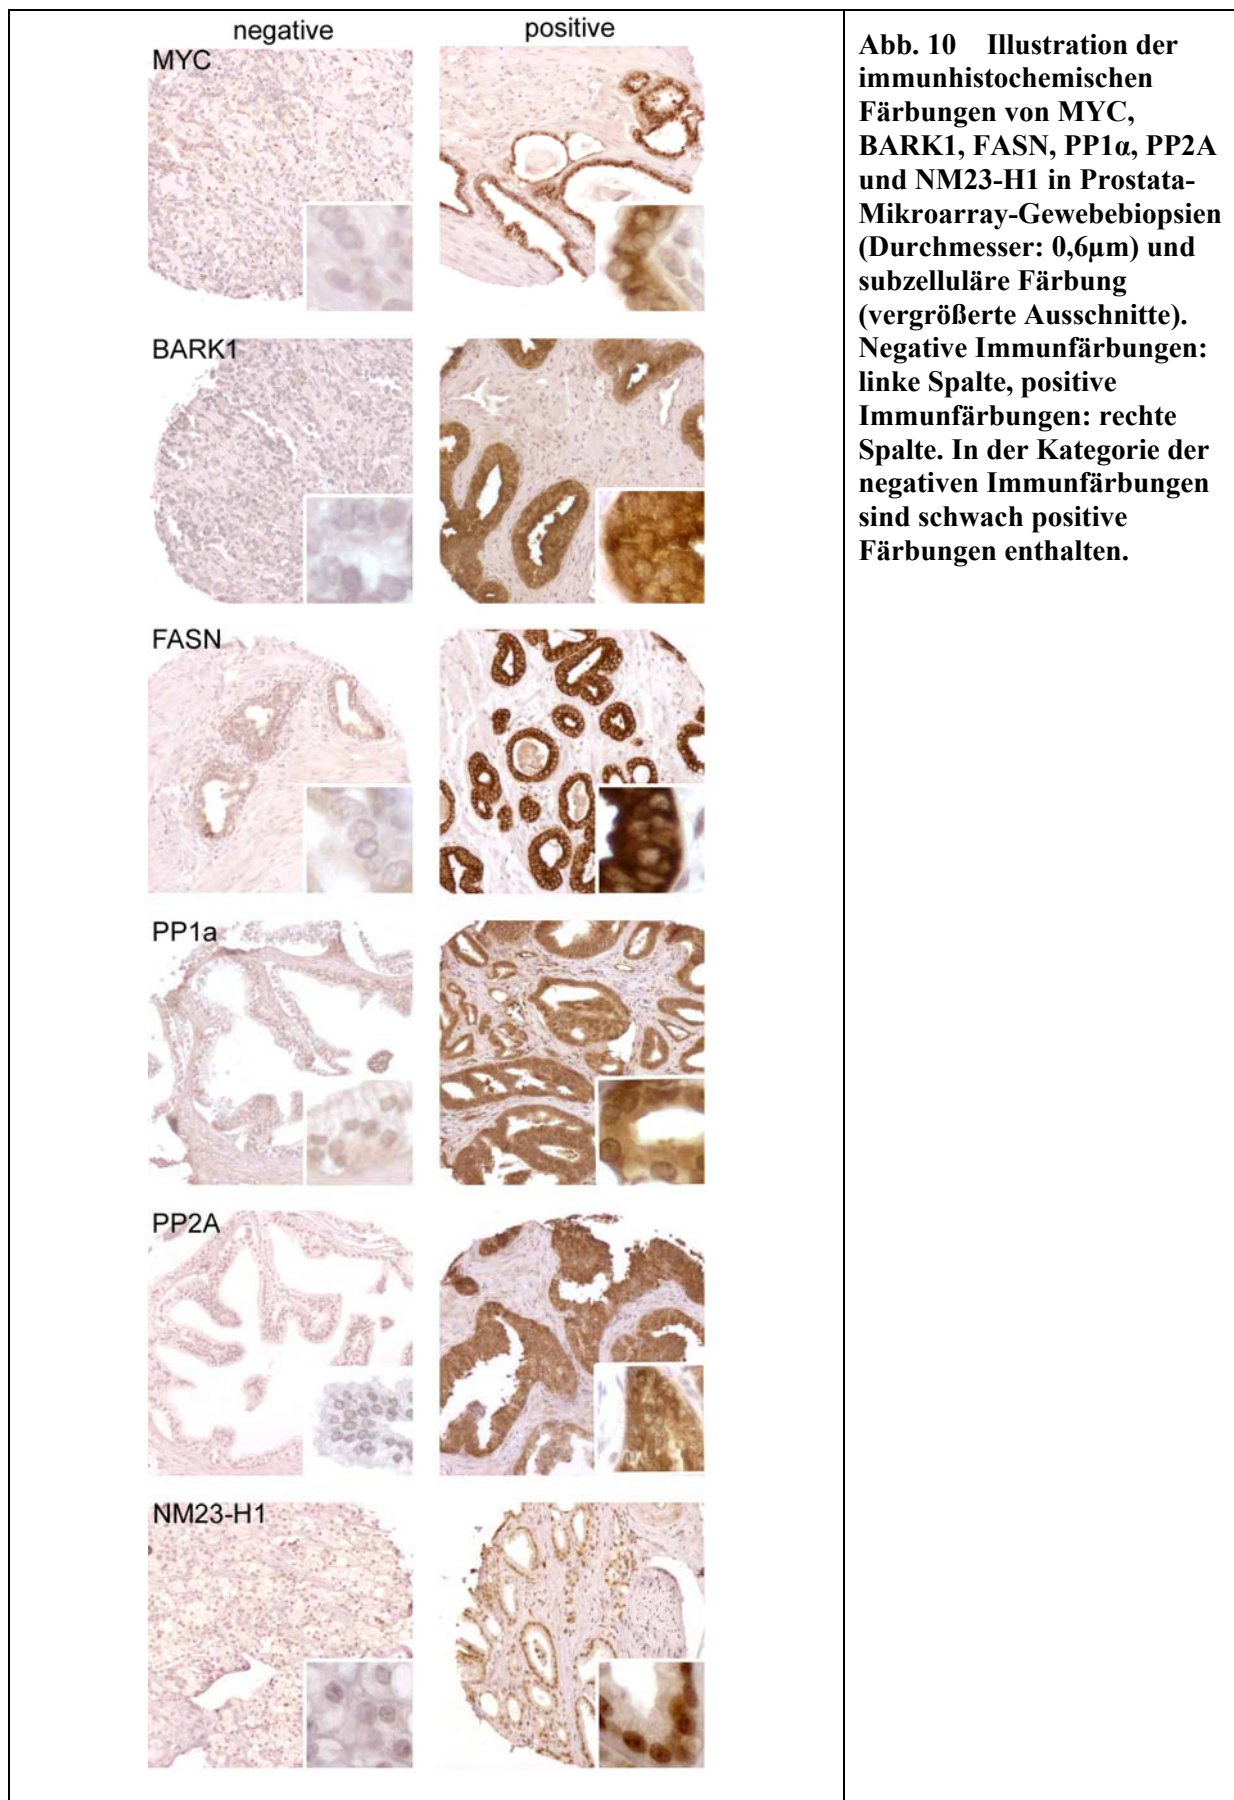 negative positive
MYC
BARK1
FASN
PP1a
PP2A
NM23-H1
Abb. 10 Illustration der
immunhistochemischen
Färbungen von MYC,
BARK1, FASN, PP1α, PP2A
und NM23-H1 in Prostata-
Mikroarray-Gewebebiopsien
(Durchmesser: 0,6µm) und
subzelluläre Färbung
(vergrößerte Ausschnitte).
Negative Immunfärbungen:
linke Spalte, positive
Immunfärbungen: rechte
Spalte. In der Kategorie der
negativen Immunfärbungen
sind schwach positive
Färbungen enthalten.